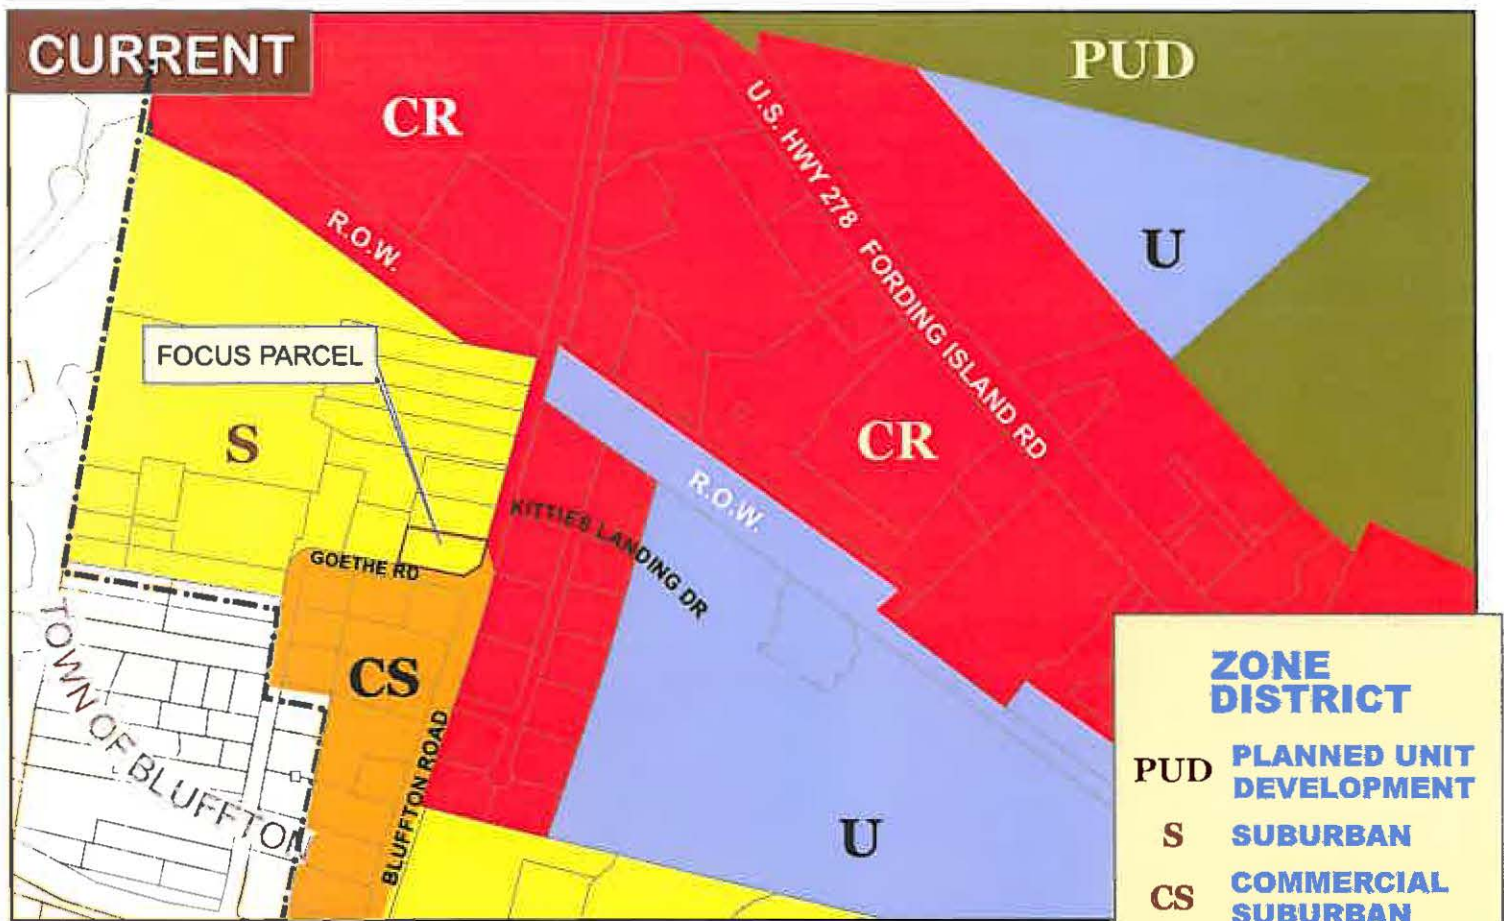 CURRENT
CR
PUD
U.S. HWY 278 FORDING ISLAND RD
R.O.W.
U
FOCUS PARCEL
S
CR
R.O.W.
KITTIES LANDING DR
GOETHE RD
TOWN OF BLUFFTON
CS
BLUFFTON ROAD
U
ZONE
DISTRICT
PUD PLANNED UNIT
DEVELOPMENT
S SUBURBAN
CS COMMERCIAL
SUBURBAN